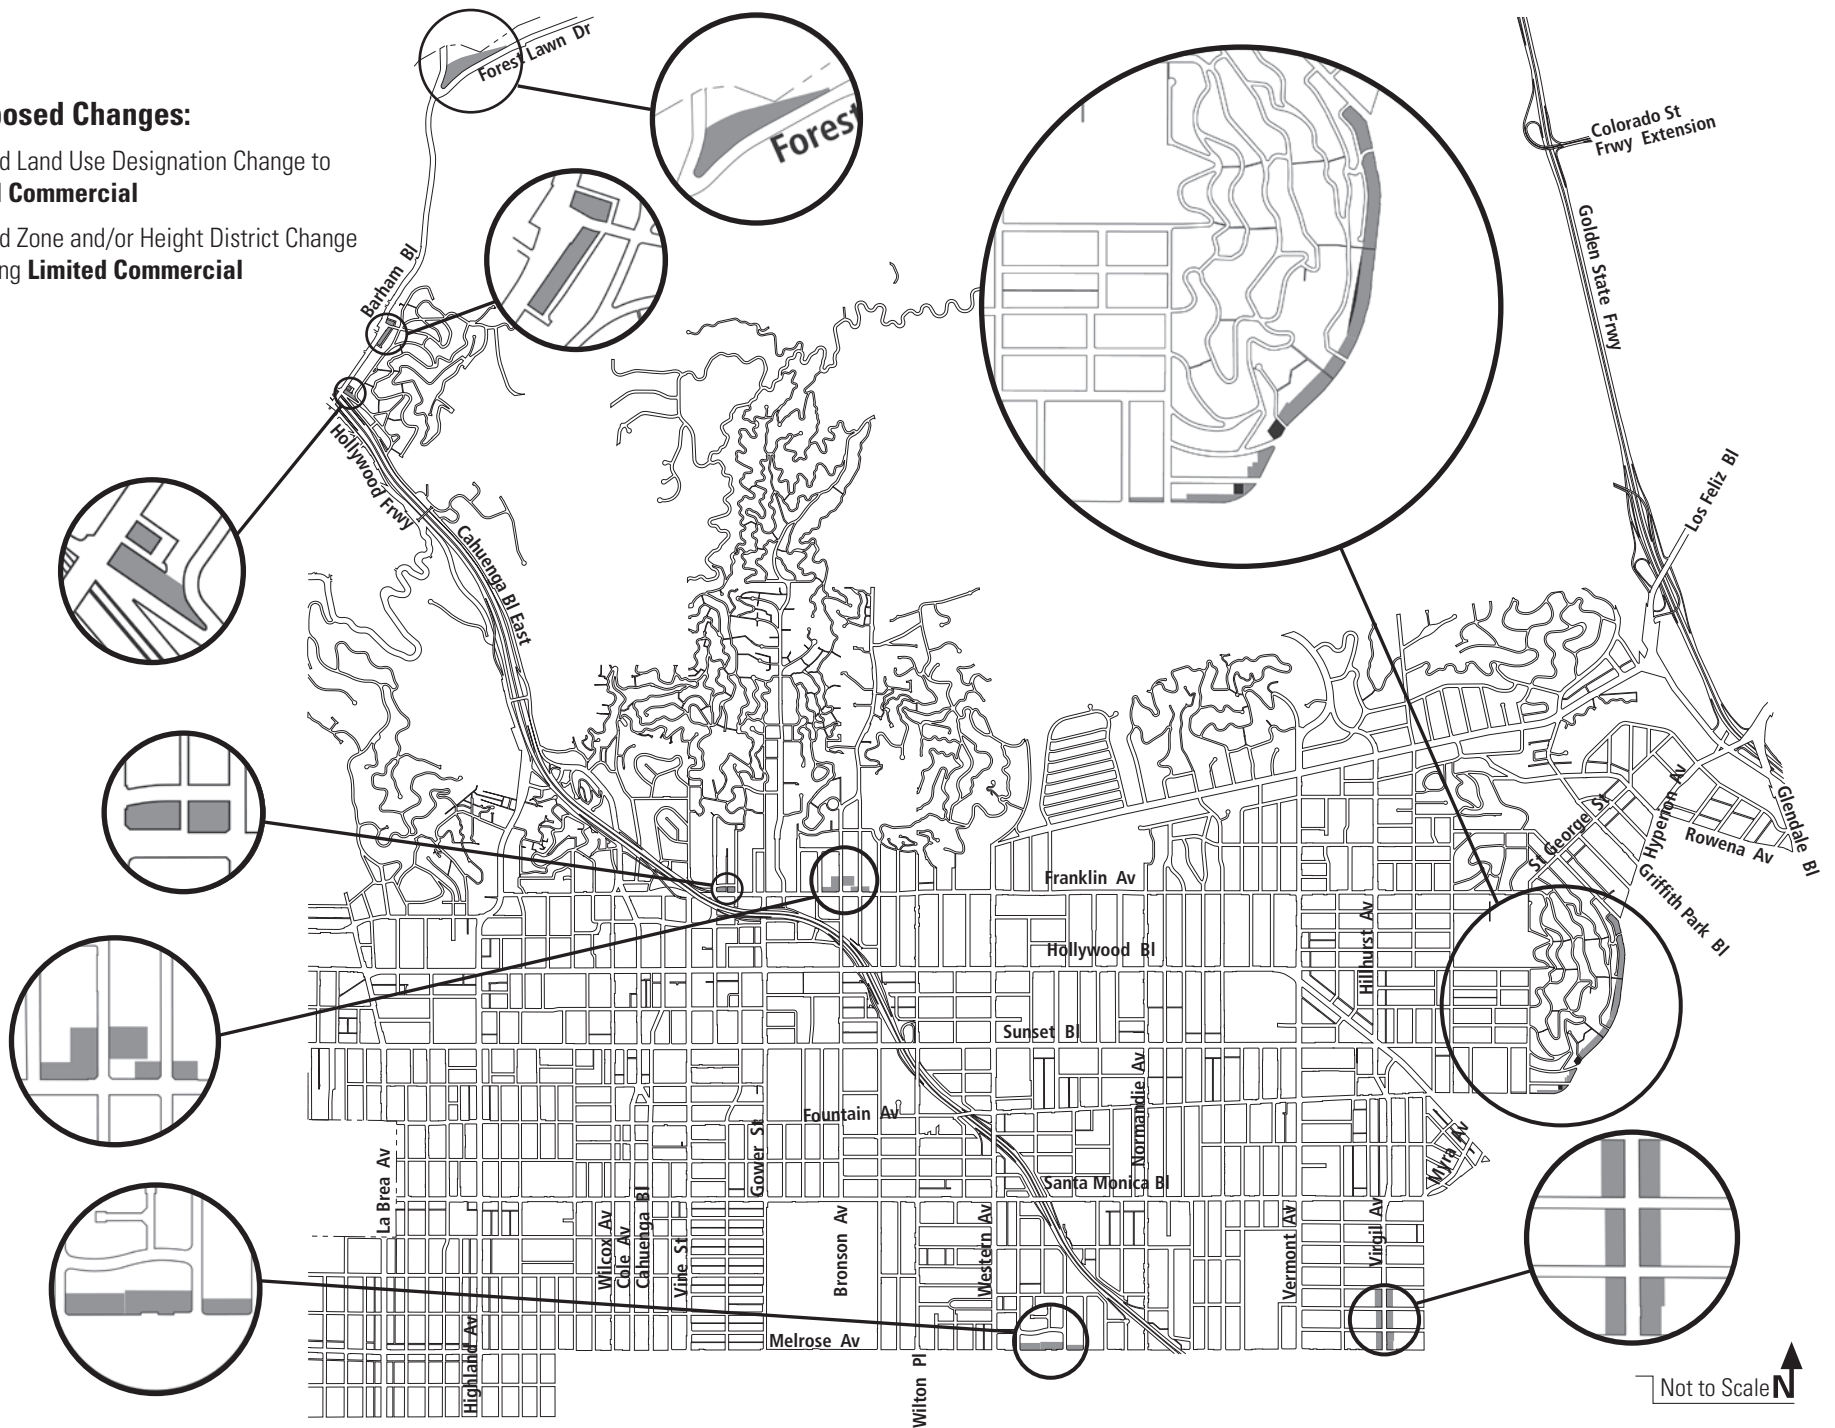 posed Changes:
d Land Use Designation Change to
Commercial
d Zone and/or Height District Change
ng Limited Commercial
Forest Lawn Dr
Forest
Barham Bl
Colorado St
Frwy Extension
Golden State Frwy
Los Feliz Bl
Hollywood Frwy
Cahuenga Bl East
Glendale Bl
Hyperion Av
St George St
Rowena Av
Griffith Park Bl
Franklin Av
Hollywood Bl
Hillhurst Av
Sunset Bl
Normandie Av
Fountain Av
Gower St
Myra Av
Santa Monica Bl
La Brea Av
Wilcox Av
Cole Av
Cahuenga Bl
Vine St
Bronson Av
Western Av
Vermont Av
Virgil Av
Melrose Av
Highland Av
Wilton Pl
Not to Scale N